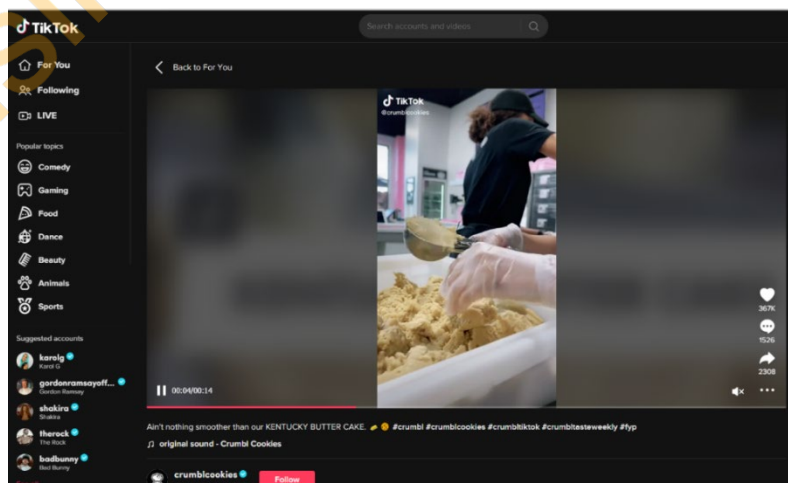 TikTok
Search accounts and videos
For You
Following
LIVE
Popular topics
Comedy
Gaming
Food
Dance
Beauty
Animals
Sports
Suggested accounts
karolg
Karol G
gordonramsayoff...
Gordon Ramsay
shakira
Shakira
therock
The Rock
badbunny
Bad Bunny
Back to For You
TikTok
@crumblcookies
367K
1526
2308
00:04/00:14
Ain't nothing smoother than our KENTUCKY BUTTER CAKE. 🧈 🍪 #crumbl #crumblcookies #crumbltiktok #crumbltasteweekly #fyp
original sound - Crumbl Cookies
crumblcookies
Follow